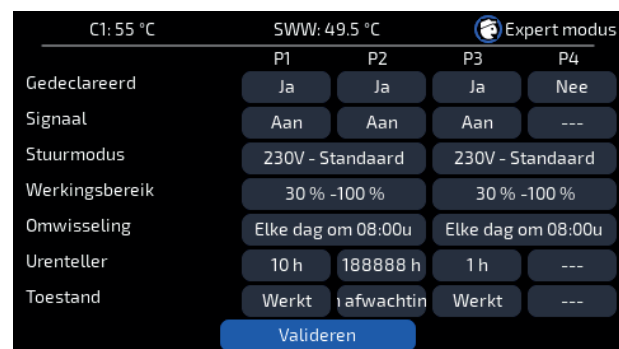 C1: 55 °C SWW: 49.5 °C Expert modus
P1 P2 P3 P4
Gedeclareerd Ja Ja Ja Nee
Signaal Aan Aan Aan ---
Stuurmodus 230V - Standaard 230V - Standaard
Werkingsbereik 30 % -100 % 30 % -100 %
Omwisseling Elke dag om 08:00u Elke dag om 08:00u
Urenteller 10 h 188888 h 1 h ---
Toestand Werkt afwachtin Werkt ---
Valideren